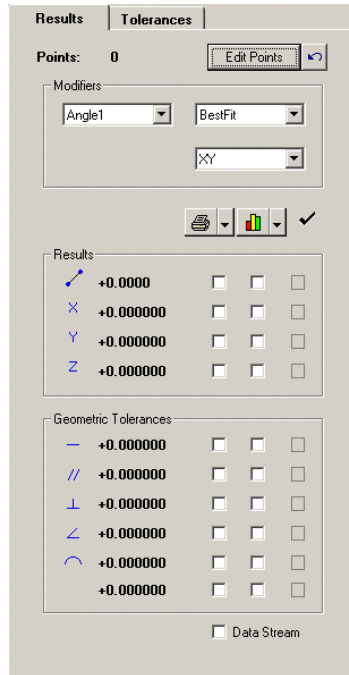 Results Tolerances
Points: 0 Edit Points
Modifiers
Angle1 BestFit
XY
Results
+0.0000
X +0.000000
Y +0.000000
Z +0.000000
Geometric Tolerances
+0.000000
+0.000000
+0.000000
+0.000000
+0.000000
+0.000000
Data Stream